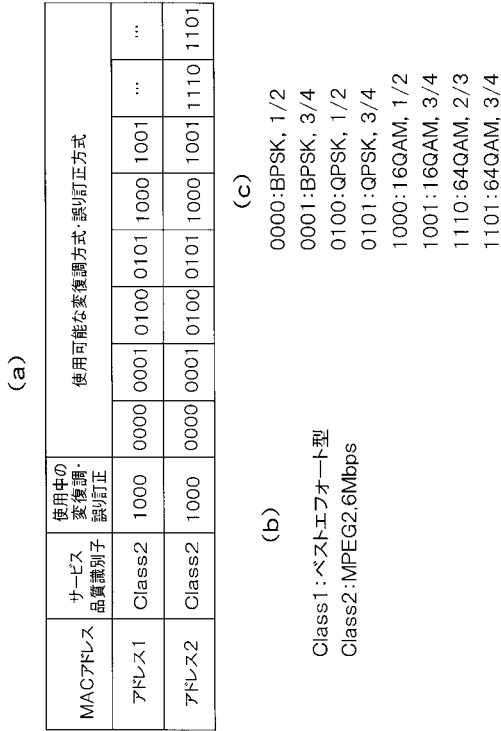 (a)
MACアドレス	サービス品質識別子	使用中の変復調・誤り訂正	使用可能な変復調方式・誤り訂正方式
アドレス1	Class2	1000	0000	0001	0100	0101	1000	1001	…	…
アドレス2	Class2	1000	0000	0001	0100	0101	1000	1001	1110	1101
(b)
Class1:ベストエフォート型
Class2:MPEG2,6Mbps
(c)
0000:BPSK, 1/2
0001:BPSK, 3/4
0100:QPSK, 1/2
0101:QPSK, 3/4
1000:16QAM, 1/2
1001:16QAM, 3/4
1110:64QAM, 2/3
1101:64QAM, 3/4